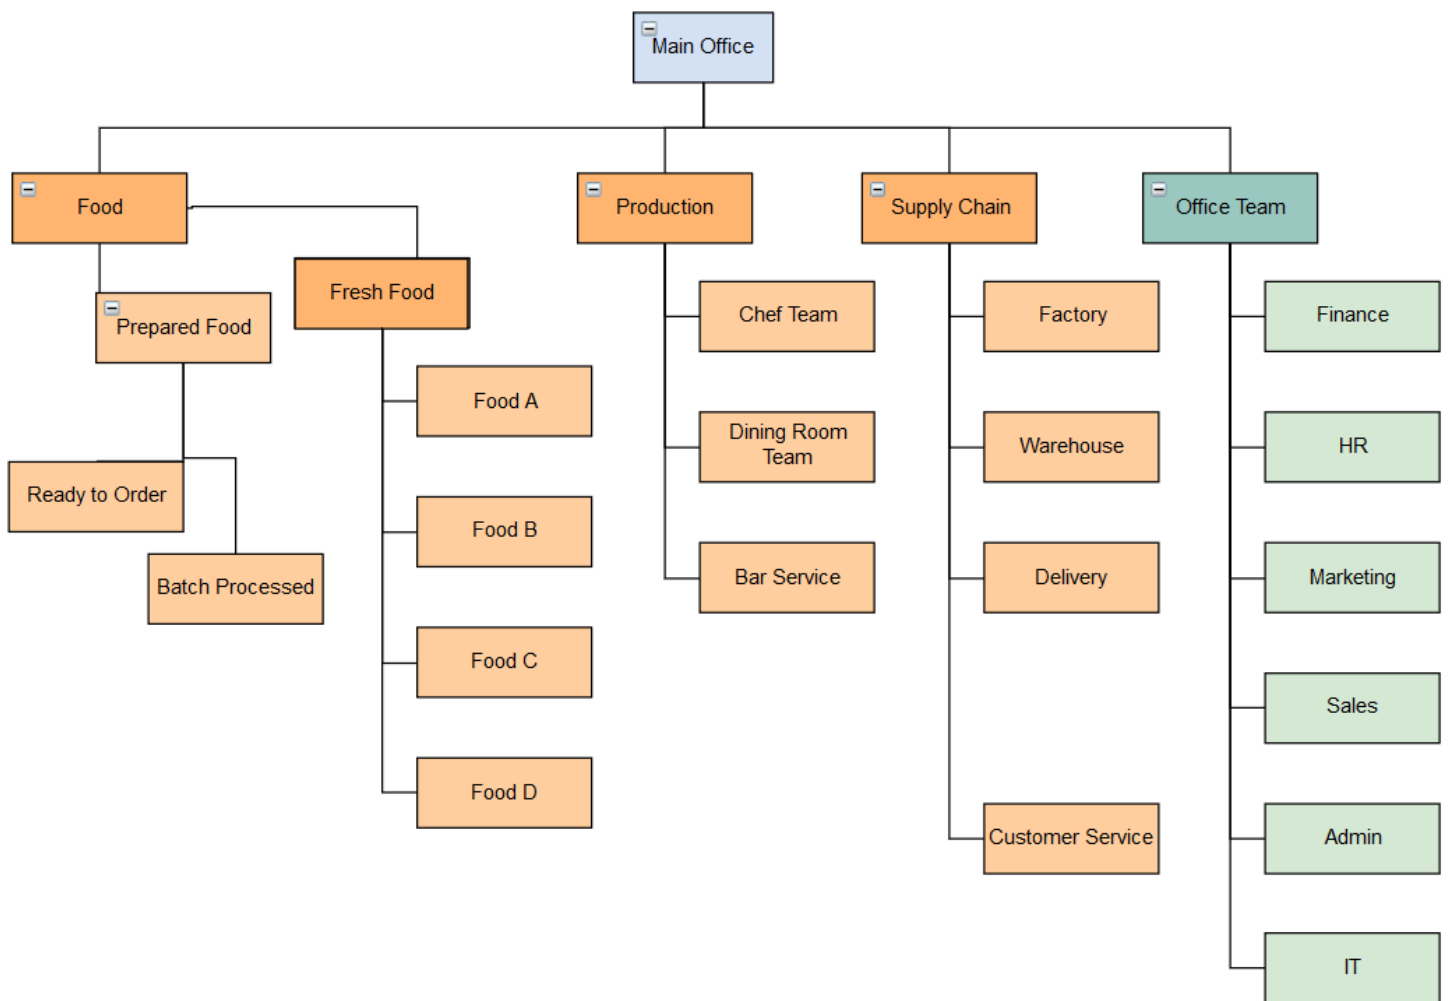 Main Office
Food
Production
Supply Chain
Office Team
Fresh Food
Prepared Food
Chef Team
Factory
Finance
Food A
Dining Room
Team
Warehouse
HR
Ready to Order
Food B
Batch Processed
Bar Service
Delivery
Marketing
Food C
Sales
Food D
Customer Service
Admin
IT